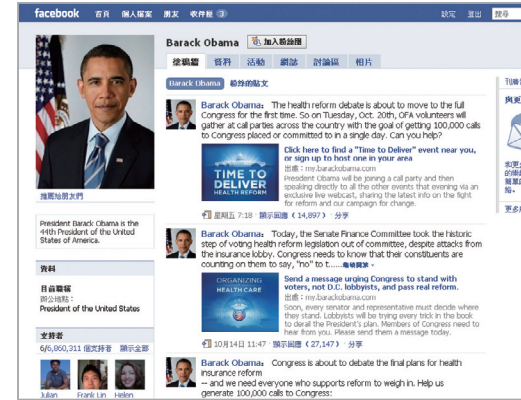 facebook 首頁 個人檔案 朋友 收件匣 3 設定 登出 搜尋
Barack Obama 加入粉絲團
塗鴉牆 資料 活動 網誌 討論區 相片
Barack Obama 粉絲的貼文
Barack Obama: The health reform debate is about to move to the full
Congress for the first time. So on Tuesday, Oct. 20th, OFA volunteers will
gather at call parties across the country with the goal of getting 100,000 calls
to Congress placed or committed to in a single day. Can you help?
TIME TO
DELIVER
HEALTH REFORM
Click here to find a "Time to Deliver" event near you,
or sign up to host one in your area
出處：my.barackobama.com
President Obama will be joining a call party and then
speaking directly to all the other events that evening via an
exclusive live webcast, sharing the latest info on the fight
for reform and our campaign for change.
星期五 7:18 · 顯示回應 (14,897) · 分享
Barack Obama: Today, the Senate Finance Committee took the historic
step of voting health reform legislation out of committee, despite attacks from
the insurance lobby. Congress needs to know that their constituents are
counting on them to say, "no" to t......繼續閱讀
ORGANIZING
HEALTH CARE
Send a message urging Congress to stand with
voters, not D.C. lobbyists, and pass real reform.
出處：my.barackobama.com
Soon, every senator and representative must decide where
they stand. Lobbyists will be trying every trick in the book
to derail the President's plan. Members of Congress need to
hear from you. Please send them a message today.
10月14日 11:47 · 顯示回應 (27,147) · 分享
Barack Obama: Congress is about to debate the final plans for health
insurance reform
-- and we need everyone who supports reform to weigh in. Help us
generate 100,000 calls to Congress:
推薦給朋友們
President Barack Obama is the
44th President of the United
States of America.
資料
目前職稱
辦公地點：
President of the United States
支持者
6/6,860,311 個支持者 顯示全部
Julian Frank Lin Helen
更多